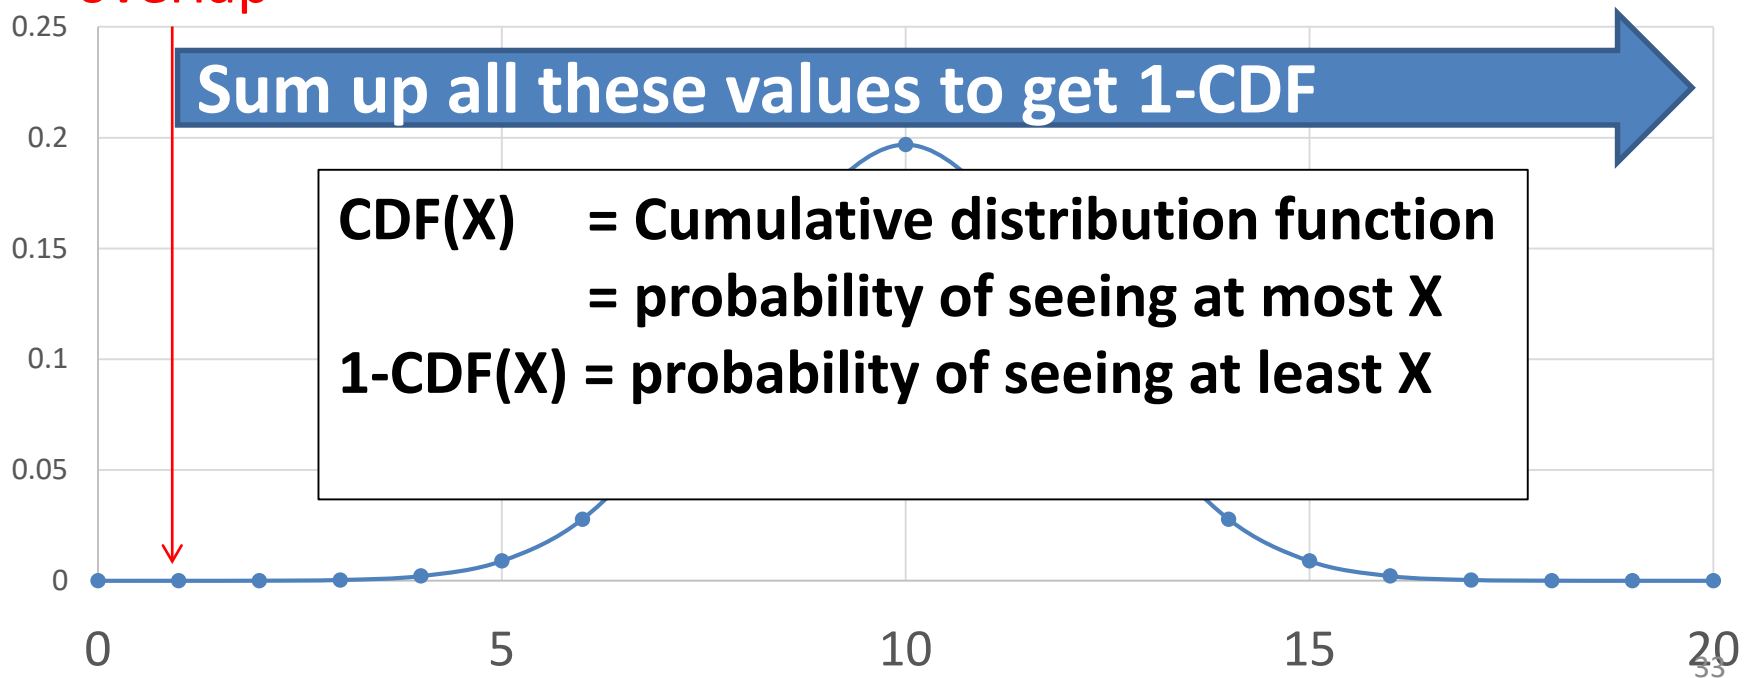 overlap
0.25
Sum up all these values to get 1-CDF
0.2
CDF(X) = Cumulative distribution function
0.15
= probability of seeing at most X
0.1
1-CDF(X) = probability of seeing at least X
0.05
0
0 5 10 15 20
33